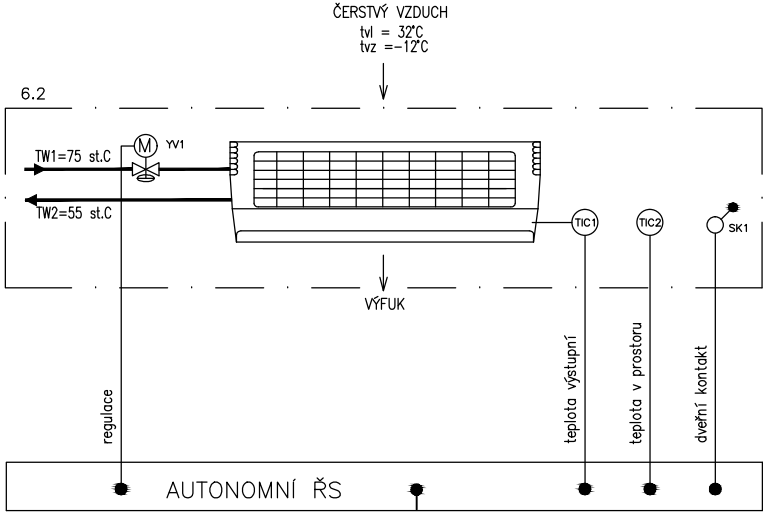 ČERSTVÝ VZDUCH
tvl = 32°C
tvz =-12°C
6.2
M
YV1
TW1=75 st.C
TW2=55 st.C
TIC1
TIC2
SK1
VÝFUK
regulace
teplota výstupní
teplota v prostoru
dveřní kontakt
AUTONOMNÍ ŘS